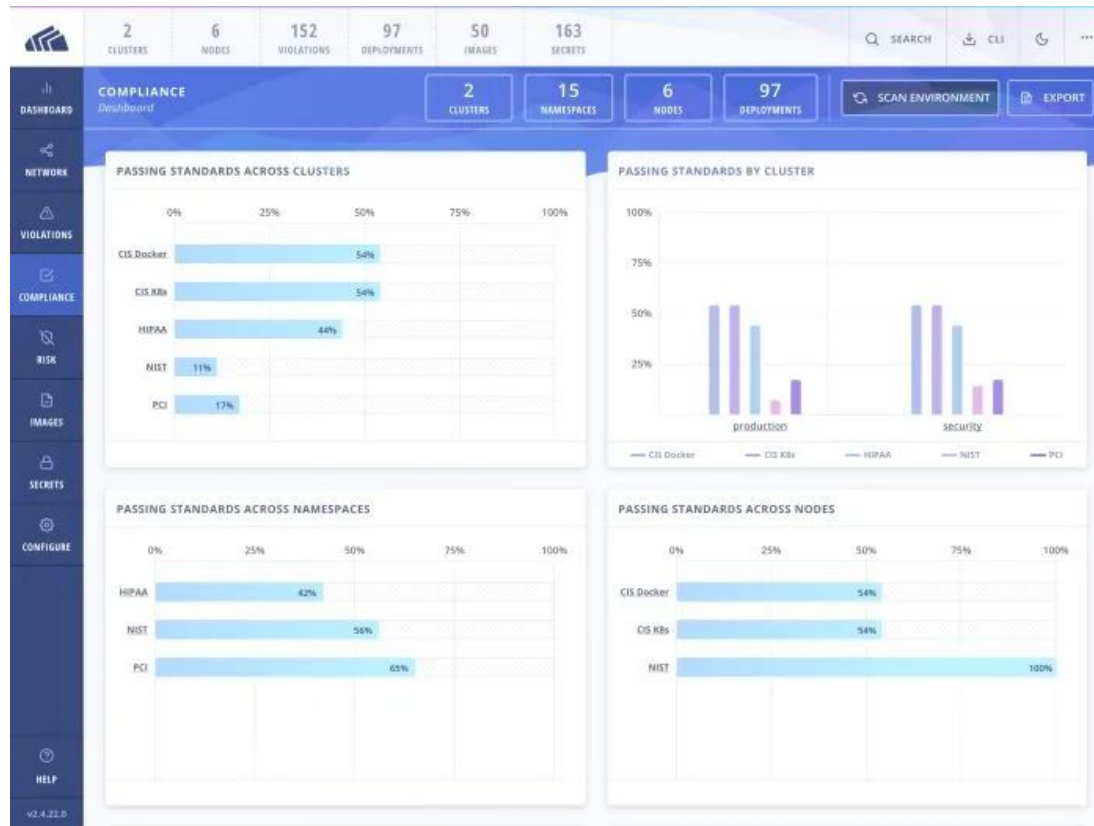 2 6 152 97 50 163
CLUSTERS NODES VIOLATIONS DEPLOYMENTS IMAGES SECRETS
SEARCH CLI
DASHBOARD
NETWORK
VIOLATIONS
COMPLIANCE
RISK
IMAGES
SECRETS
CONFIGURE
HELP
v2.4.22.0
COMPLIANCE
Dashboard
2 15 6 97
CLUSTERS NAMESPACES NODES DEPLOYMENTS
SCAN ENVIRONMENT EXPORT
PASSING STANDARDS ACROSS CLUSTERS
0% 25% 50% 75% 100%
CIS Docker 54%
CIS K8s 54%
HIPAA 44%
NIST 11%
PCI 17%
PASSING STANDARDS BY CLUSTER
100%
75%
50%
25%
production security
CIS Docker CIS K8s HIPAA NIST PCI
PASSING STANDARDS ACROSS NAMESPACES
0% 25% 50% 75% 100%
HIPAA 42%
NIST 56%
PCI 65%
PASSING STANDARDS ACROSS NODES
0% 25% 50% 75% 100%
CIS Docker 54%
CIS K8s 54%
NIST 100%